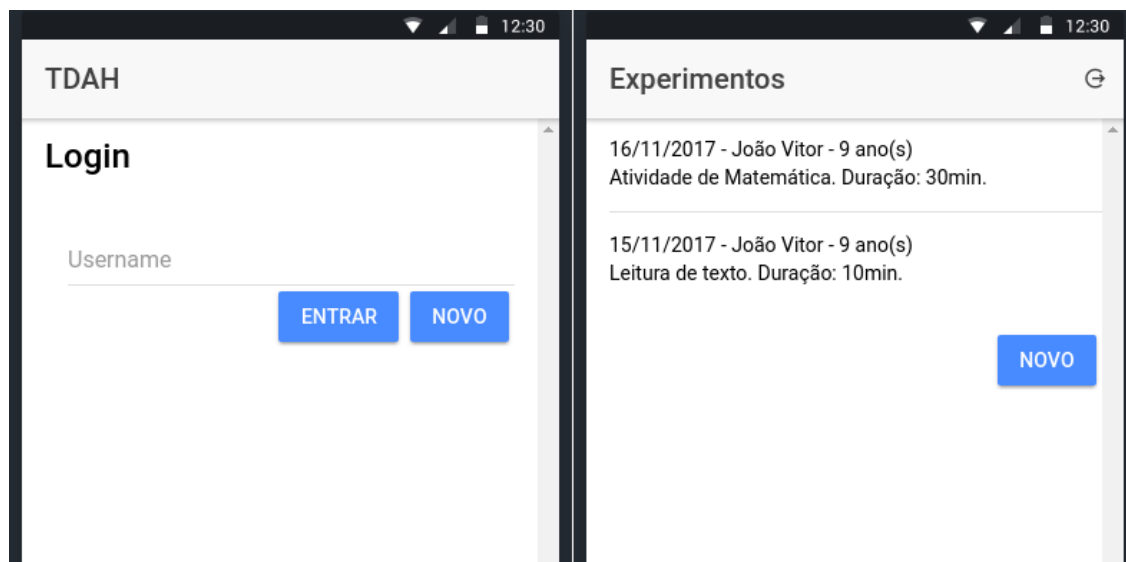 12:30
TDAH
Login
Username
ENTRAR NOVO
12:30
Experimentos
16/11/2017 - João Vitor - 9 ano(s)
Atividade de Matemática. Duração: 30min.
15/11/2017 - João Vitor - 9 ano(s)
Leitura de texto. Duração: 10min.
NOVO